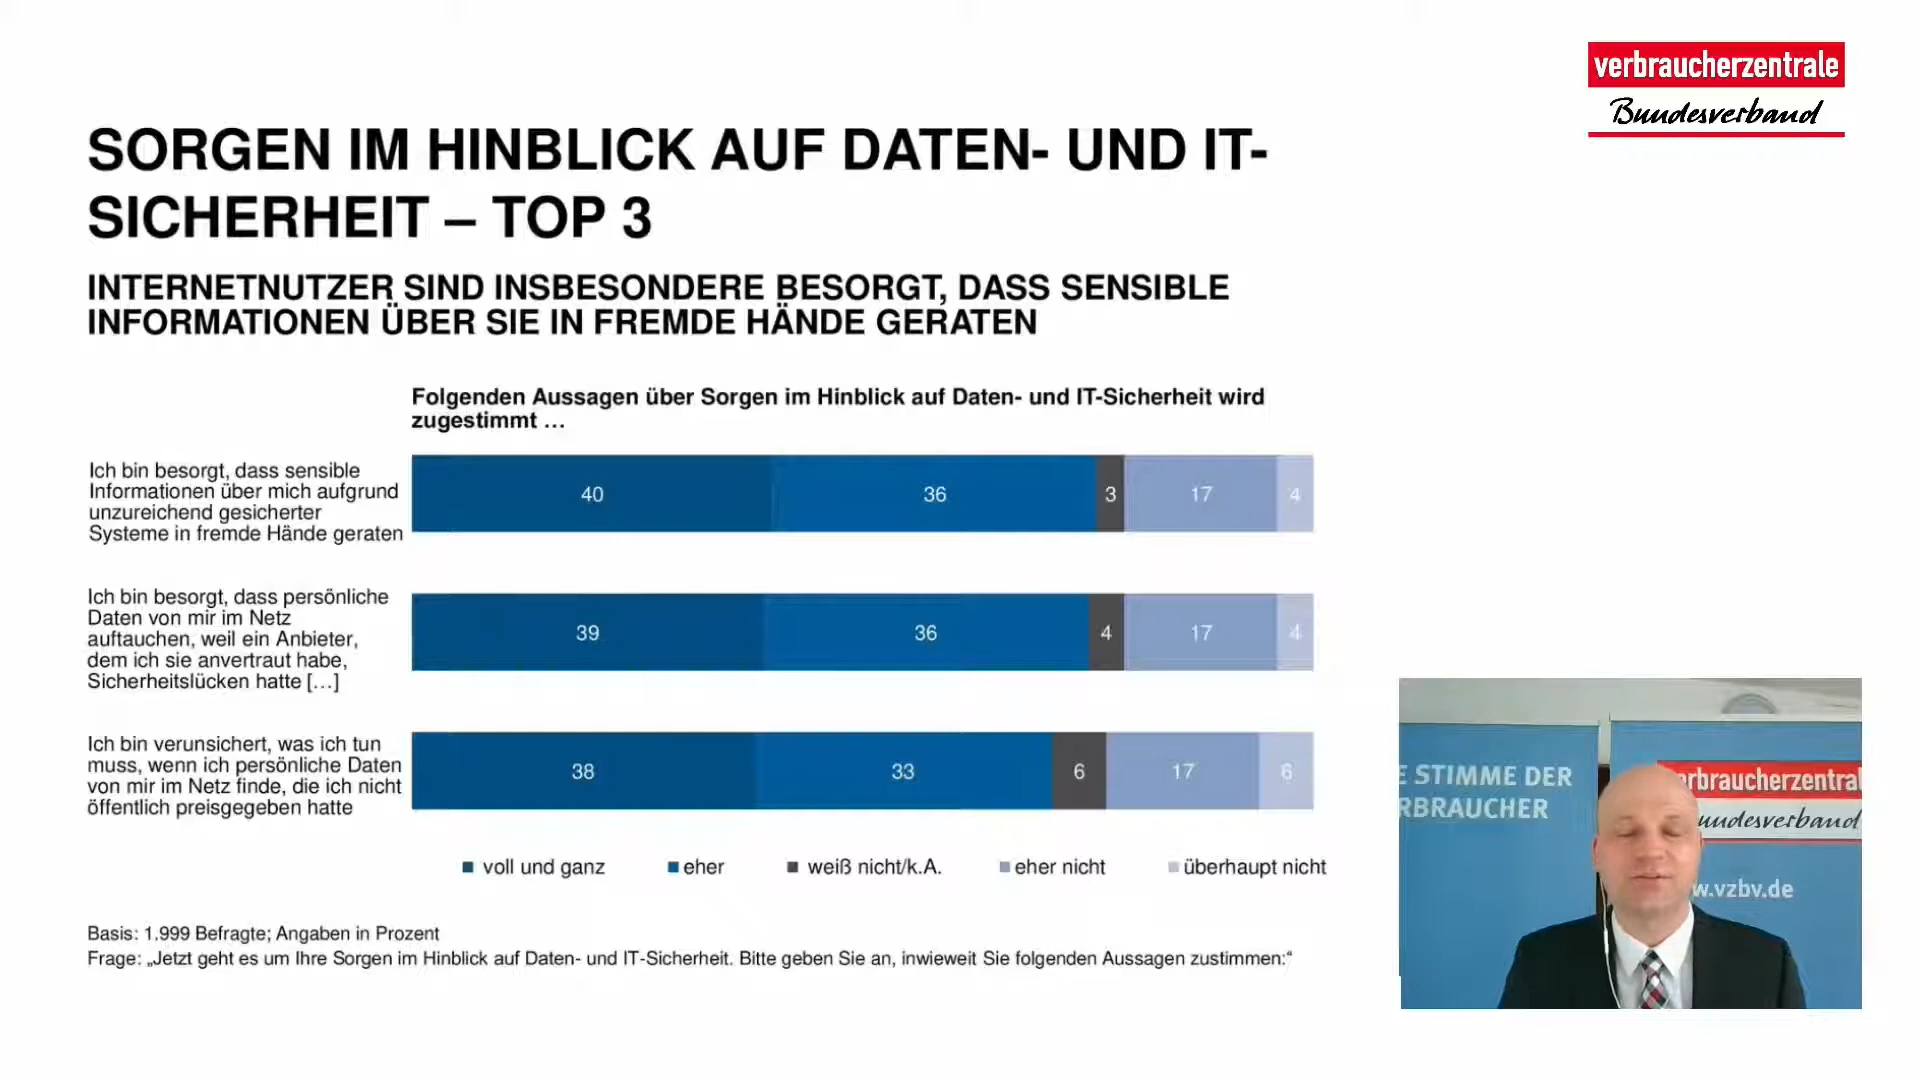 verbraucherzentrale
Bundesverband
SORGEN IM HINBLICK AUF DATEN- UND IT-
SICHERHEIT – TOP 3
INTERNETNUTZER SIND INSBESONDERE BESORGT, DASS SENSIBLE
INFORMATIONEN ÜBER SIE IN FREMDE HÄNDE GERATEN
Folgenden Aussagen über Sorgen im Hinblick auf Daten- und IT-Sicherheit wird
zugestimmt …
Ich bin besorgt, dass sensible
Informationen über mich aufgrund
unzureichend gesicherter
Systeme in fremde Hände geraten
40 36 3 17 4
Ich bin besorgt, dass persönliche
Daten von mir im Netz
auftauchen, weil ein Anbieter,
dem ich sie anvertraut habe,
Sicherheitslücken hatte […]
39 36 4 17 4
Ich bin verunsichert, was ich tun
muss, wenn ich persönliche Daten
von mir im Netz finde, die ich nicht
öffentlich preisgegeben hatte
38 33 6 17 6
voll und ganz eher weiß nicht/k.A. eher nicht überhaupt nicht
Basis: 1.999 Befragte; Angaben in Prozent
Frage: „Jetzt geht es um Ihre Sorgen im Hinblick auf Daten- und IT-Sicherheit. Bitte geben Sie an, inwieweit Sie folgenden Aussagen zustimmen:“
E STIMME DER
RBRAUCHER
rbraucherzentral
undesverband
w.vzbv.de